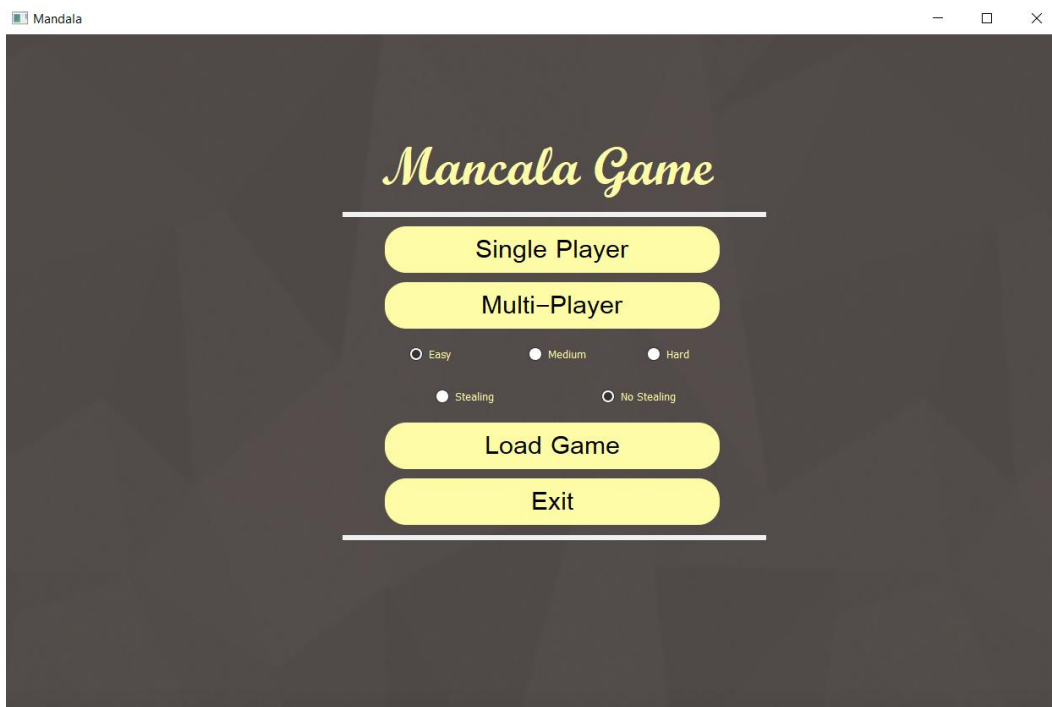 Mandala
Mancala Game
Single Player
Multi-Player
Easy Medium Hard
Stealing No Stealing
Load Game
Exit